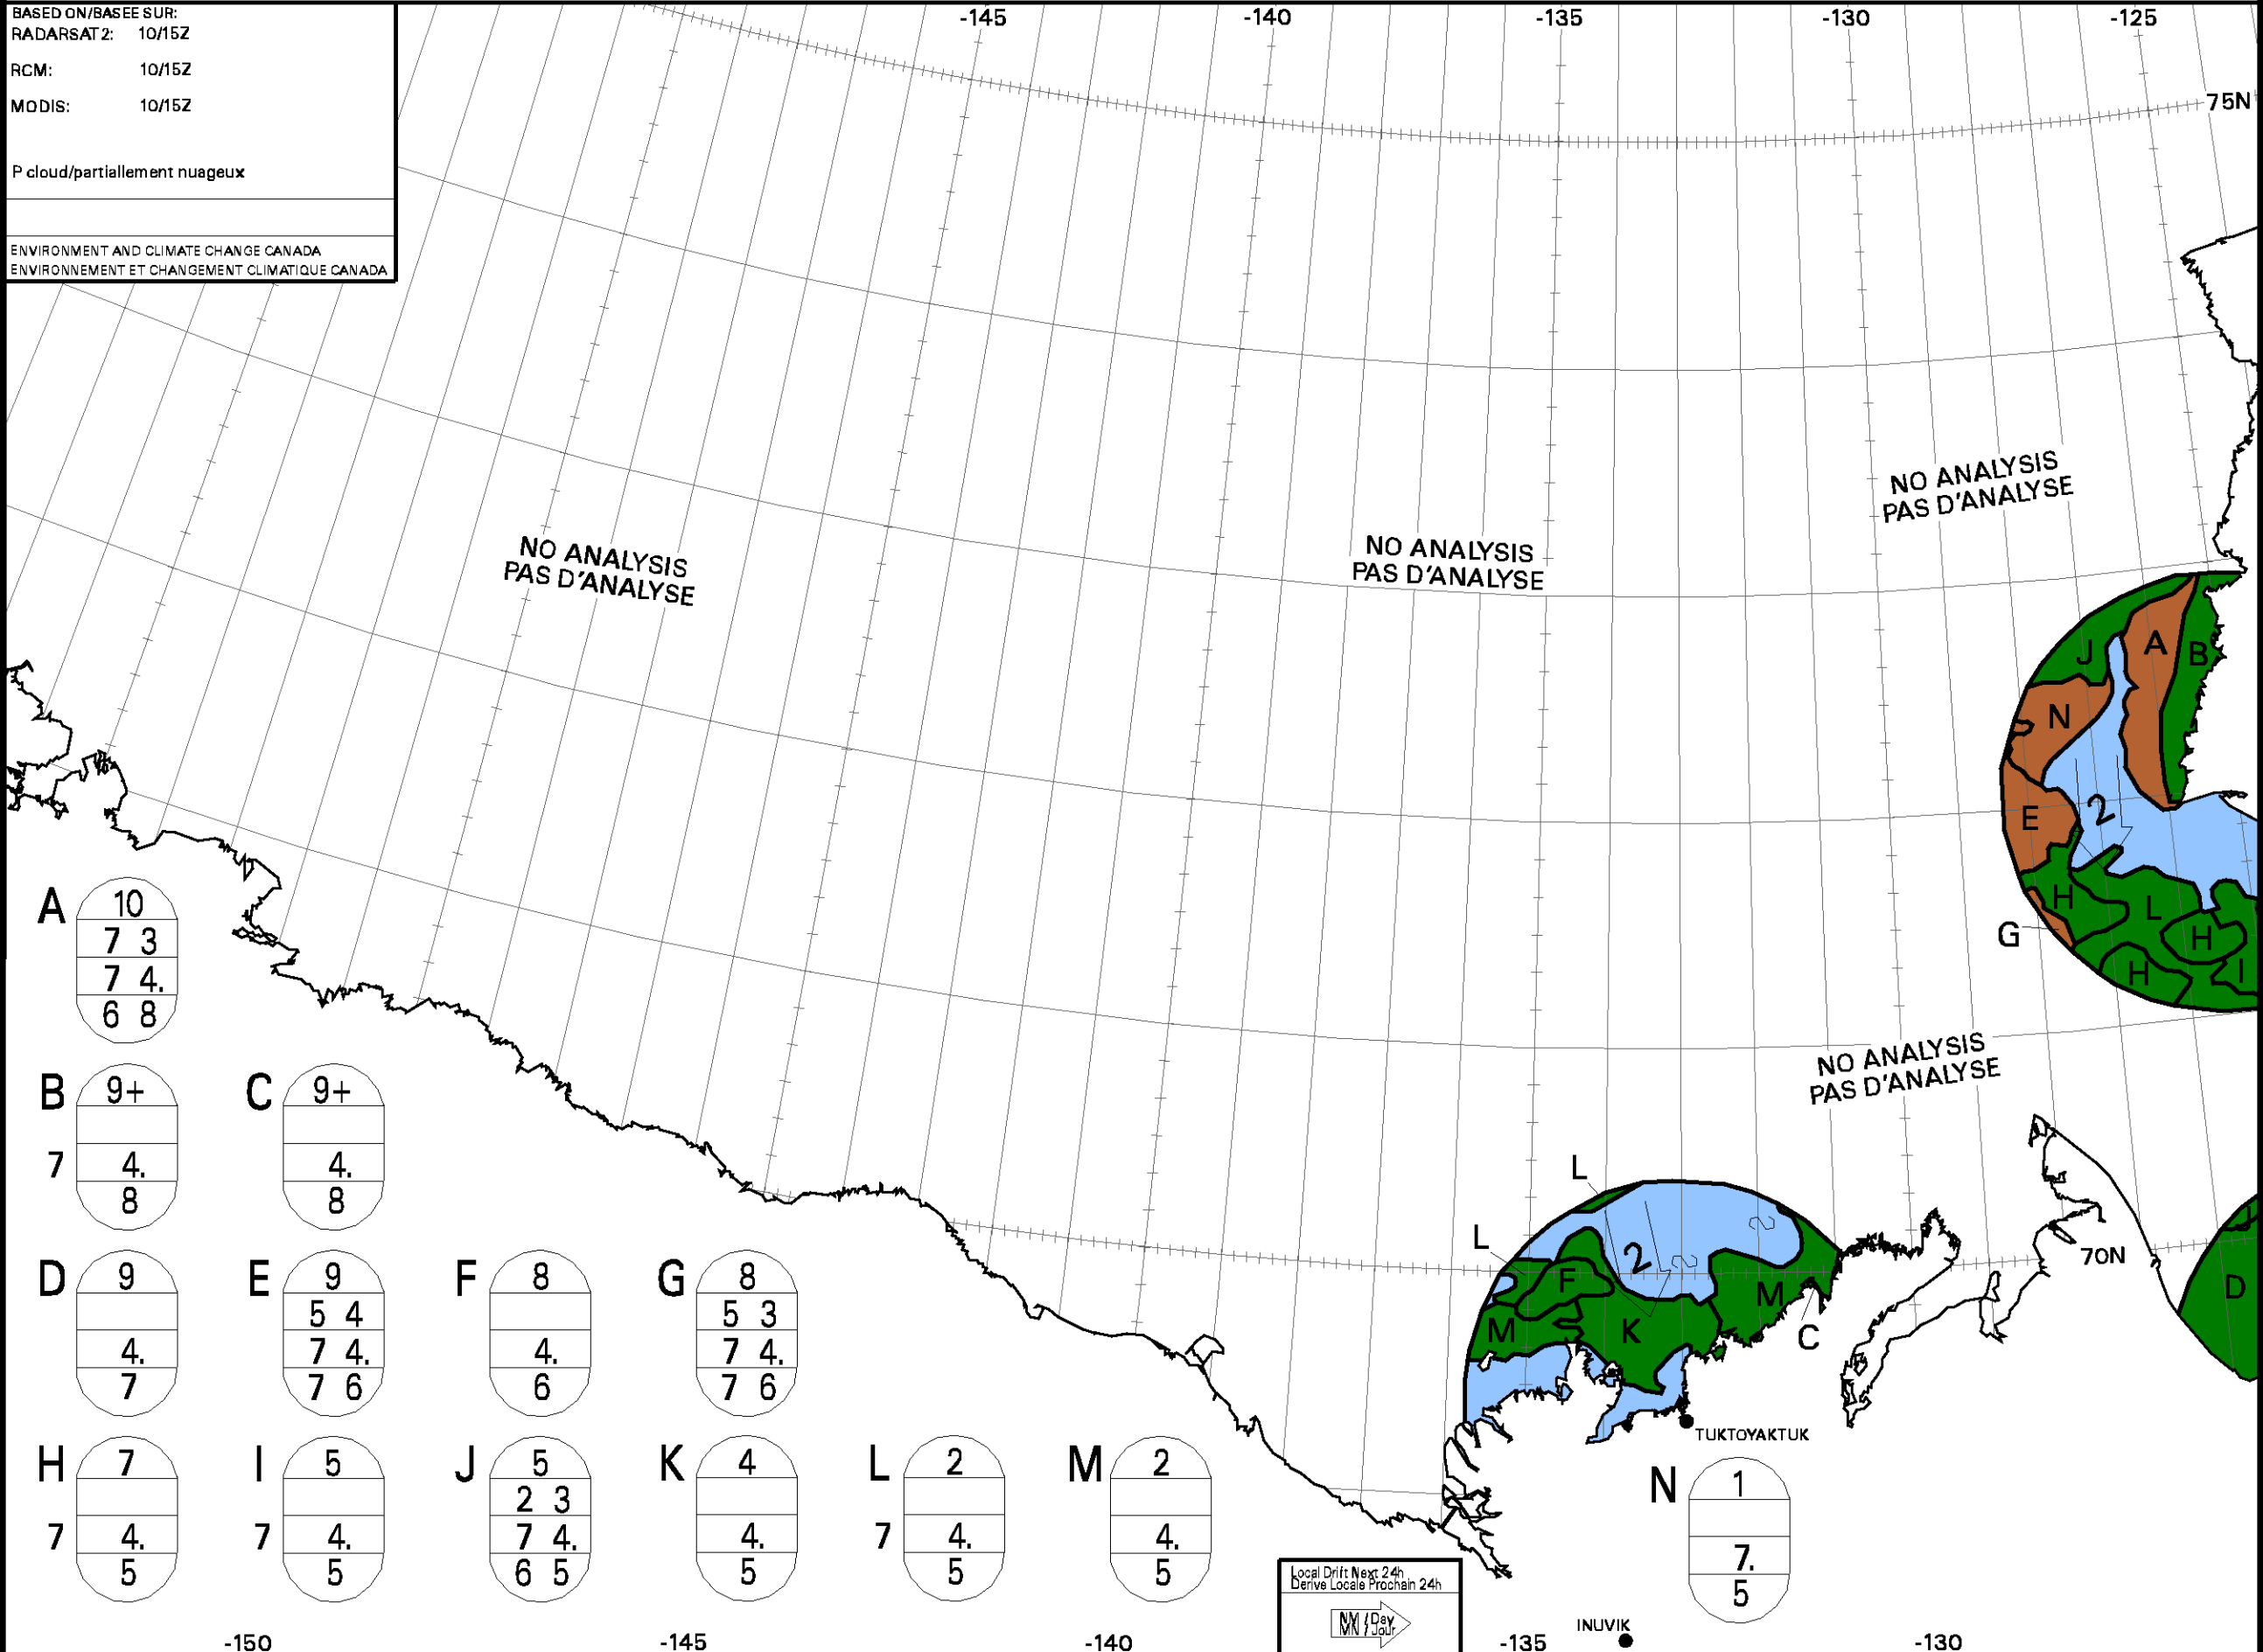 BASED ON/BASEE SUR:
RADARSAT2: 10/15Z
RCM: 10/15Z
MODIS: 10/15Z
P cloud/partiallement nuageux
ENVIRONMENT AND CLIMATE CHANGE CANADA
ENVIRONNEMENT ET CHANGEMENT CLIMATIQUE CANADA
-145 -140 -135 -130 -125
75N
NO ANALYSIS
PAS D'ANALYSE
NO ANALYSIS
PAS D'ANALYSE
NO ANALYSIS
PAS D'ANALYSE
J A B
N
E 2
H L
G H
H I
NO ANALYSIS
PAS D'ANALYSE
L
L
F 2 M
M K C
70N
J
D
TUKTOYAKTUK
A 10
7 3
7 4.
6 8
B 9+
7 4.
8
C 9+
4.
8
D 9
4.
7
E 9
5 4
7 4.
7 6
F 8
4.
6
G 8
5 3
7 4.
7 6
H 7
7 4.
5
I 5
7 4.
5
J 5
2 3
7 4.
6 5
K 4
4.
5
L 2
7 4.
5
M 2
4.
5
N 1
7.
5
Local Drift Next 24h
Derive Locale Prochain 24h
NM / Day
MN / Jour
INUVIK
-150 -145 -140 -135 -130